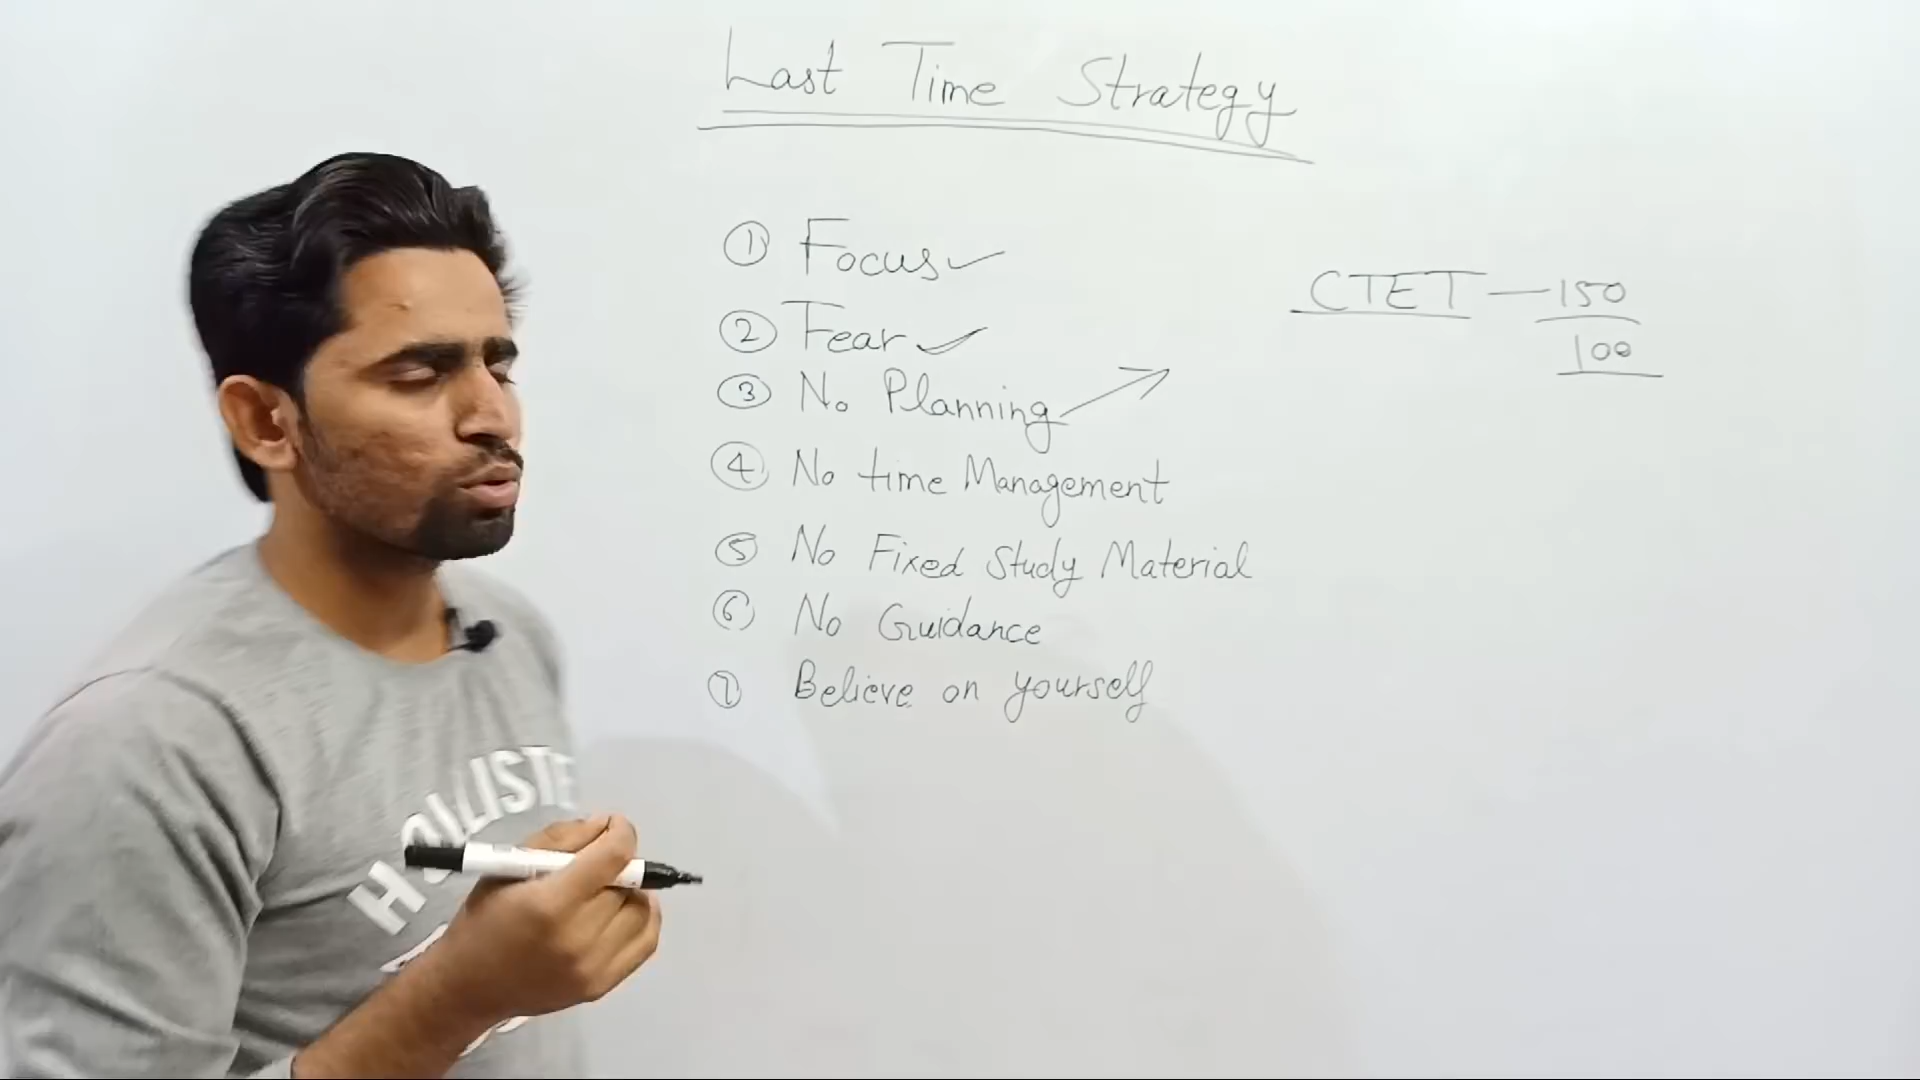 Last Time Strategy
① Focus ✓
② Fear ✓
③ No Planning
④ No time Management
⑤ No Fixed Study Material
⑥ No Guidance
⑦ Believe on yourself
CTET — 150
100
HOLLISTE